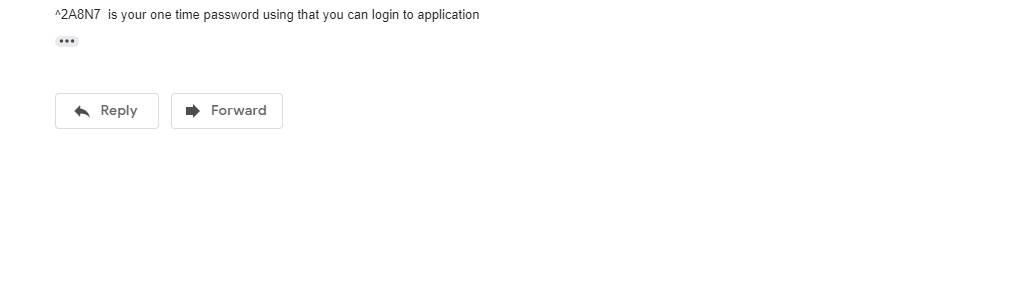 ^2A8N7  is your one time password using that you can login to application
Reply
Forward